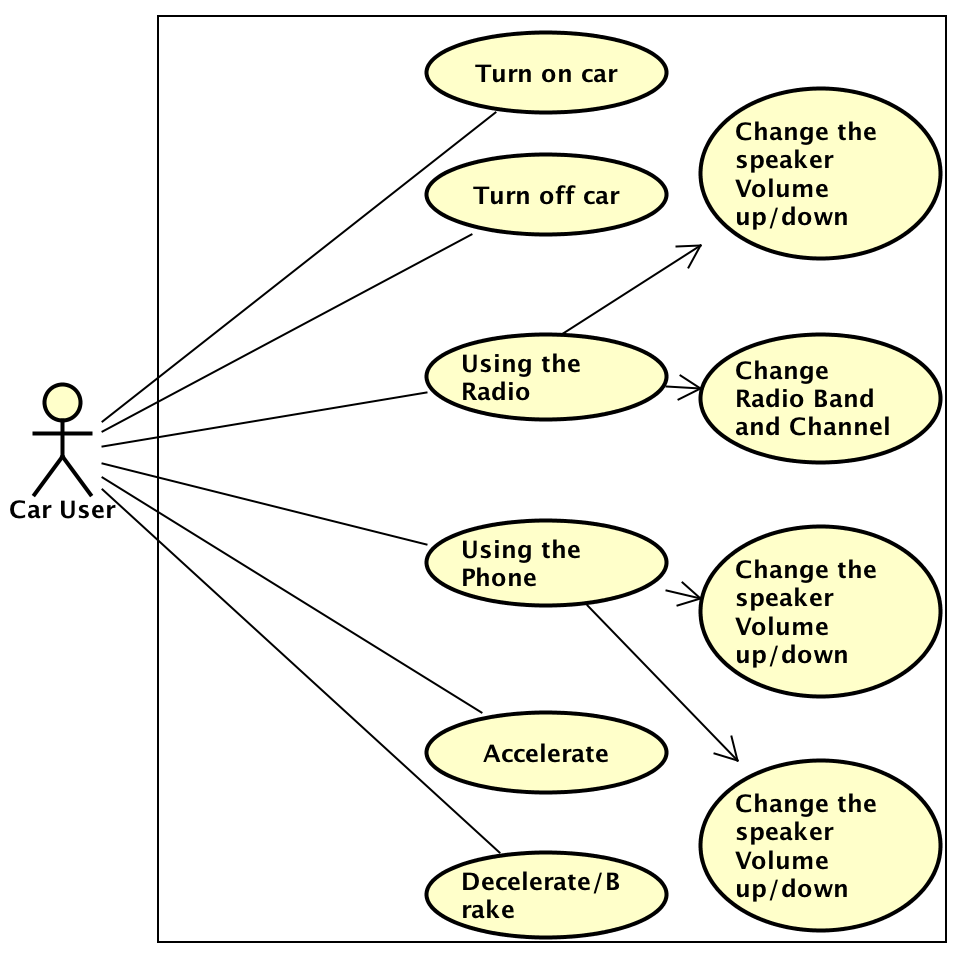 Turn on car
Change the
speaker
Volume
up/down
Turn off car
Using the
Radio
Change
Radio Band
and Channel
Car User
Using the
Phone
Change the
speaker
Volume
up/down
Accelerate
Change the
speaker
Volume
up/down
Decelerate/B
rake